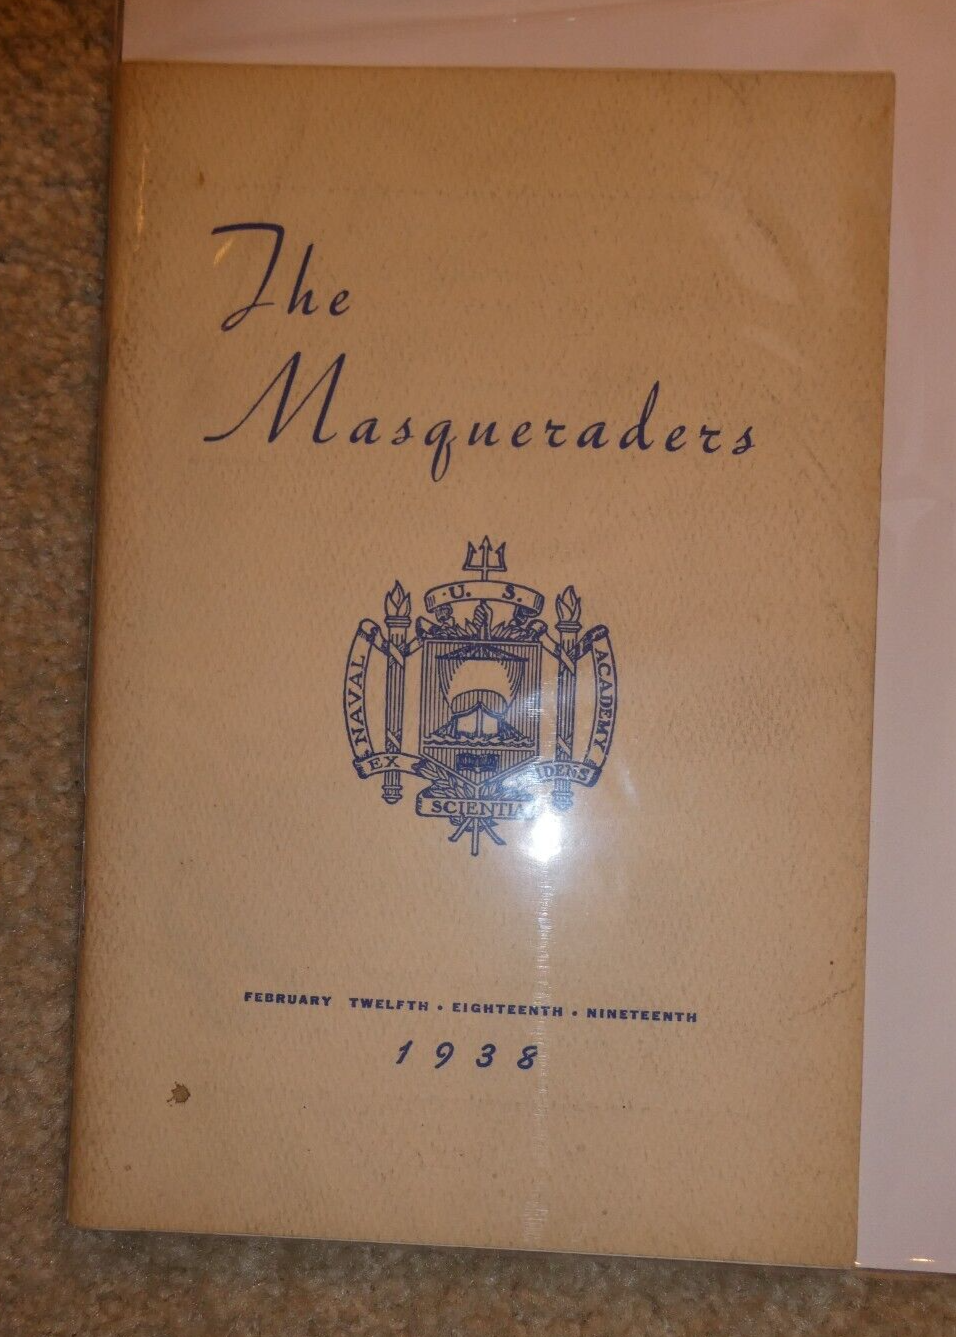 The
Masqueraders
U. S.
NAVAL
ACADEMY
EX
SCIENTIA
FEBRUARY TWELFTH • EIGHTEENTH • NINETEENTH
1938